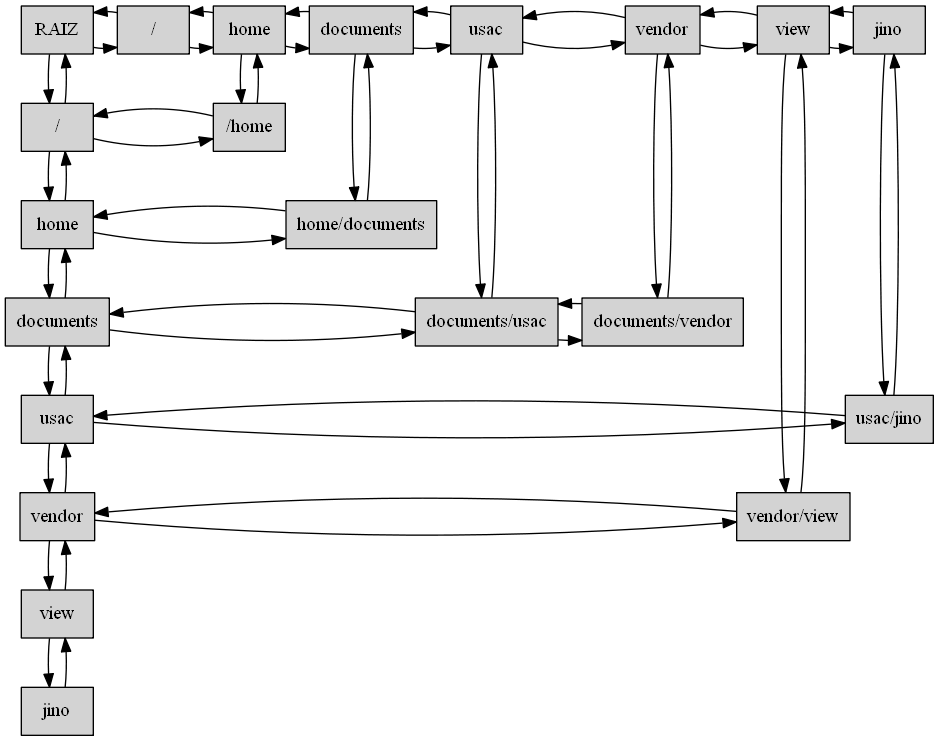 RAIZ
/
home
documents
usac
vendor
view
jino
/
/home
home
home/documents
documents
documents/usac
documents/vendor
usac
usac/jino
vendor
vendor/view
view
jino